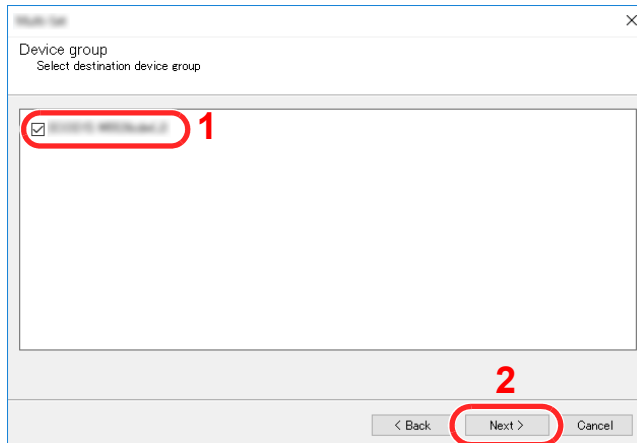 Device group
Select destination device group
1
2
< Back
Next >
Cancel